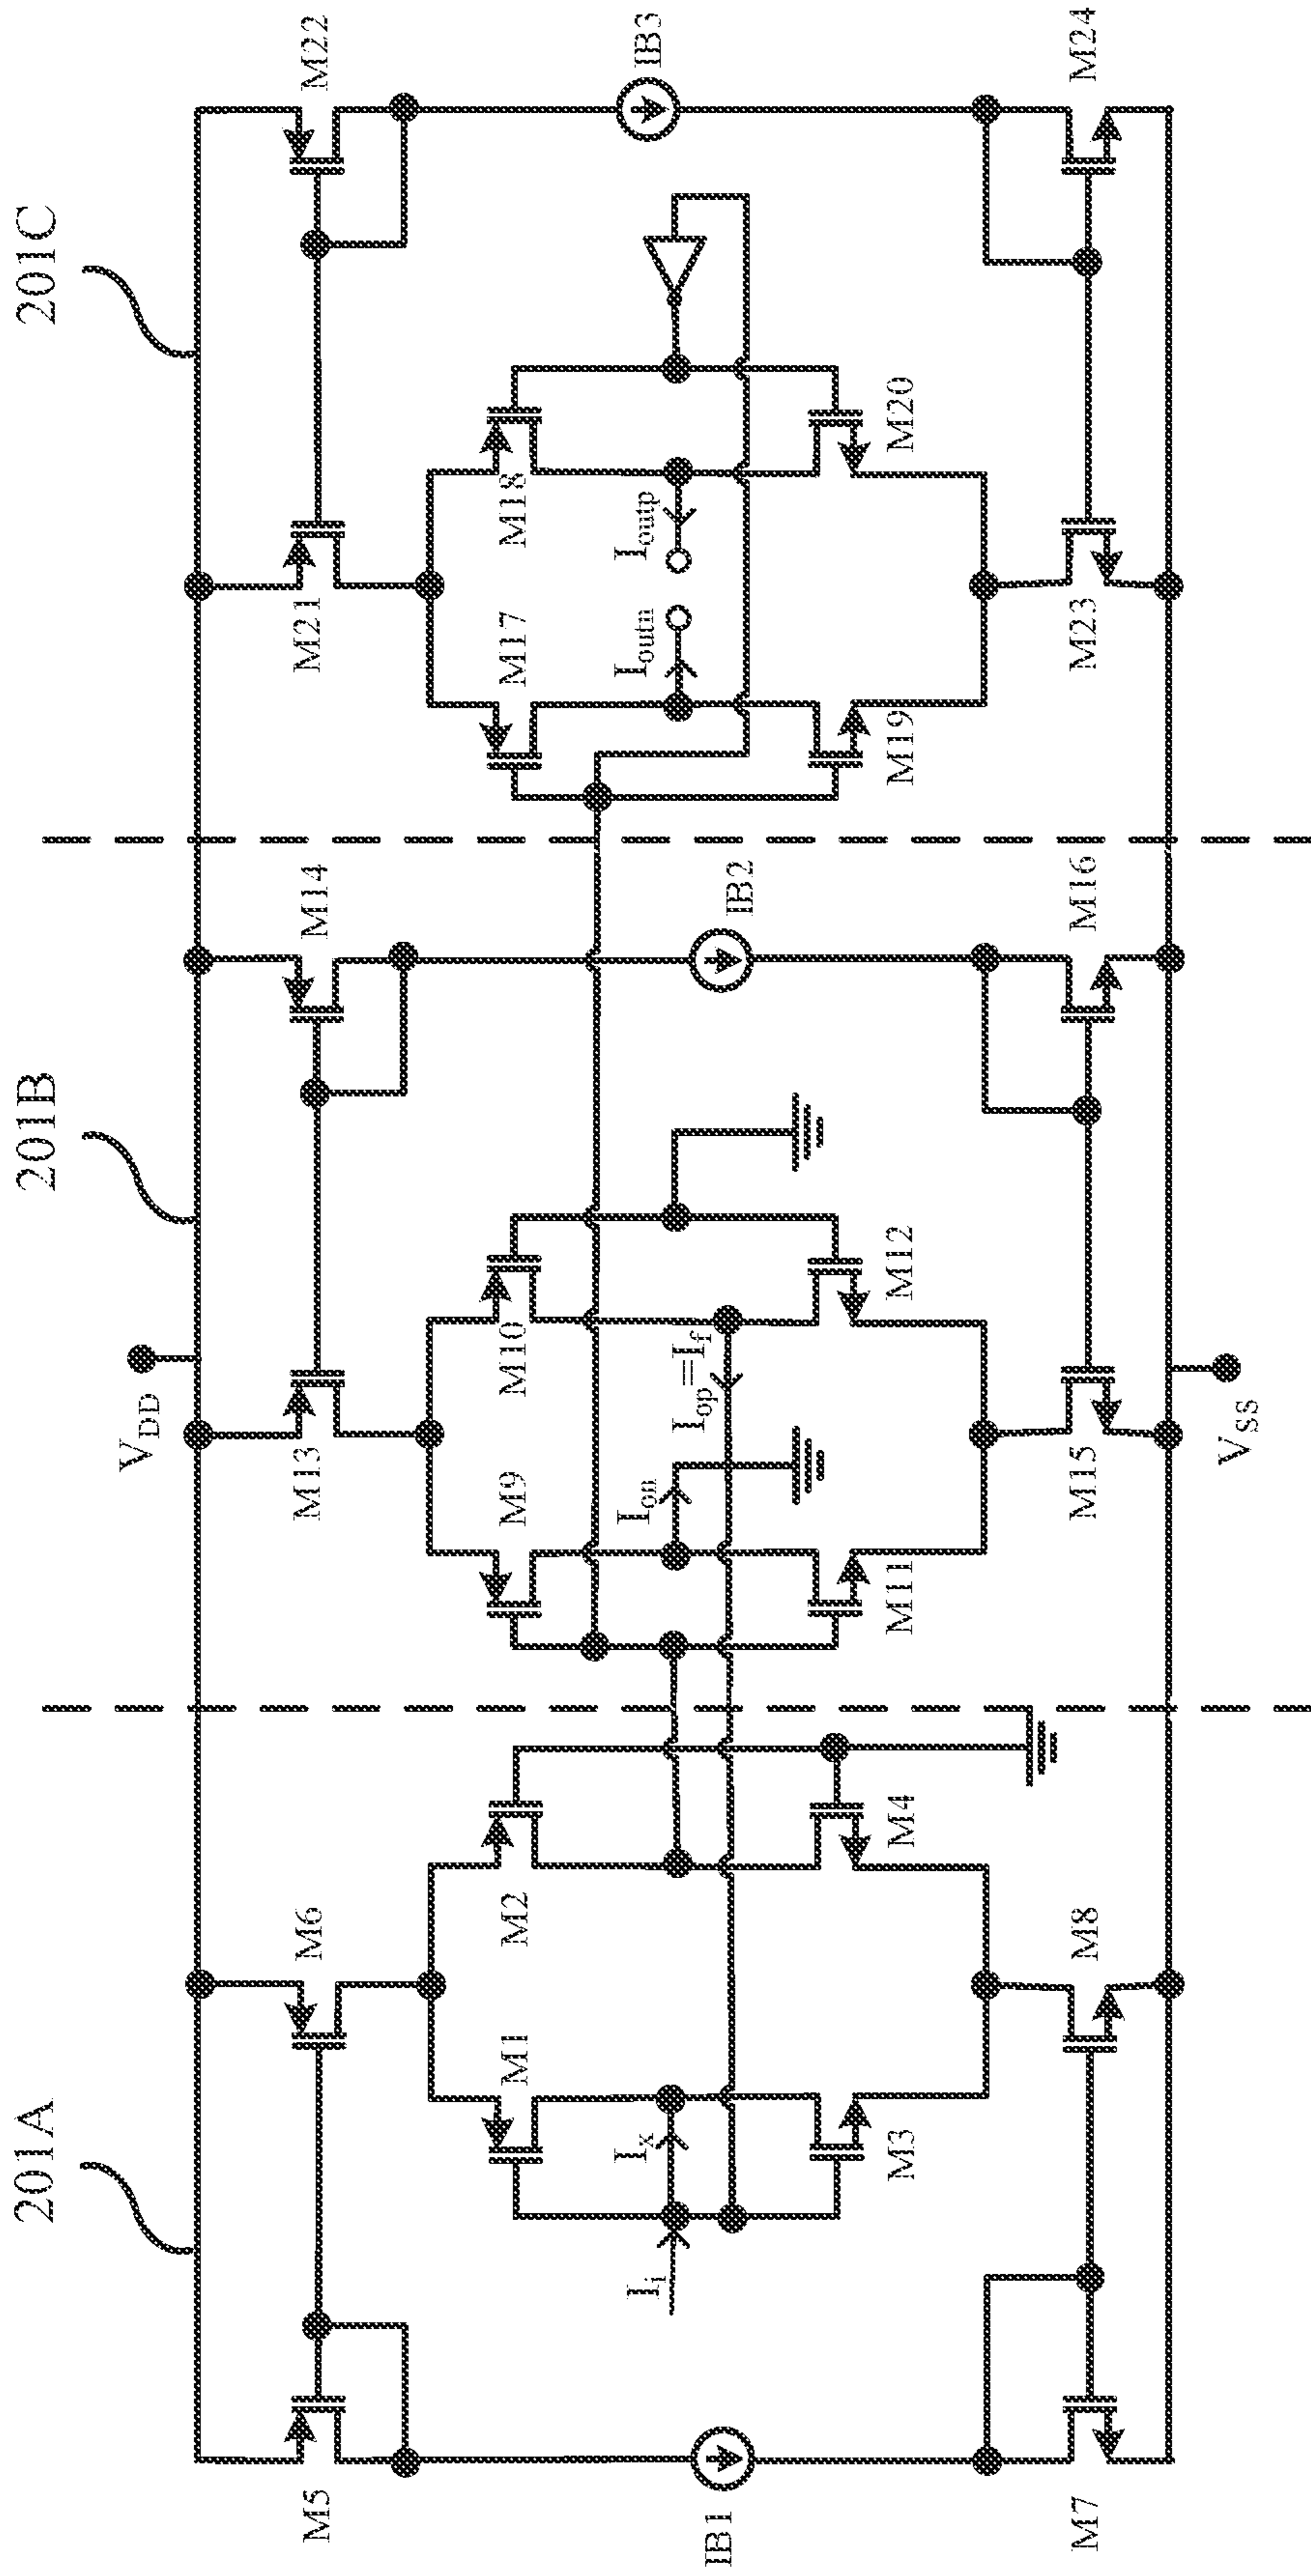 201A
201B
201C
V_DD
M5
M6
M13
M14
M21
M22
M1
M2
M9
M10
M17
M18
I_i
I_x
I_on
I_op=I_f
I_outn
I_outp
IB1
IB2
IB3
M3
M4
M11
M12
M19
M20
M7
M8
M15
M16
M23
M24
V_SS